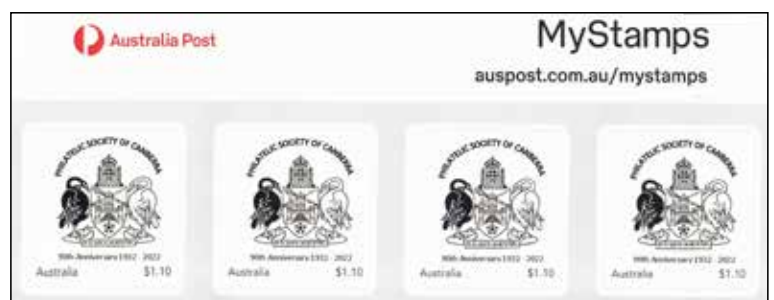 Australia Post
MyStamps
auspost.com.au/mystamps
PHILATELIC SOCIETY OF CANBERRA
PHILATELIC SOCIETY OF CANBERRA
PHILATELIC SOCIETY OF CANBERRA
PHILATELIC SOCIETY OF CANBERRA
90th Anniversary 1932 - 2022
90th Anniversary 1932 - 2022
90th Anniversary 1932 - 2022
90th Anniversary 1932 - 2022
Australia $1.10
Australia $1.10
Australia $1.10
Australia $1.10